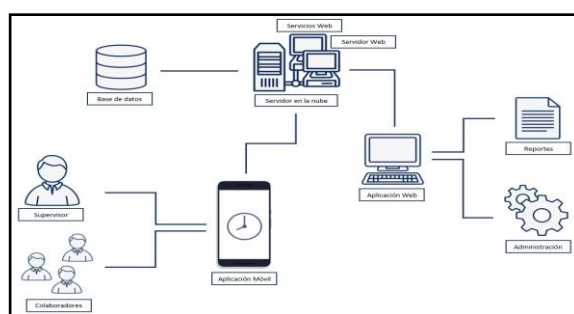 Servicios Web
Servidor Web
Base de datos
Servidor en la nube
Reportes
Aplicación Web
Supervisor
Administración
Aplicación Móvil
Colaboradores